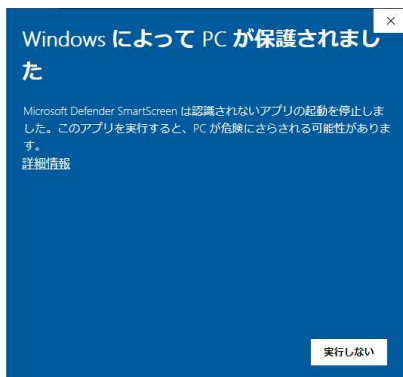 Windows によって PC が保護されまし
た
Microsoft Defender SmartScreen は認識されないアプリの起動を停止しま
した。このアプリを実行すると、PC が危険にさらされる可能性がありま
す。
詳細情報
実行しない